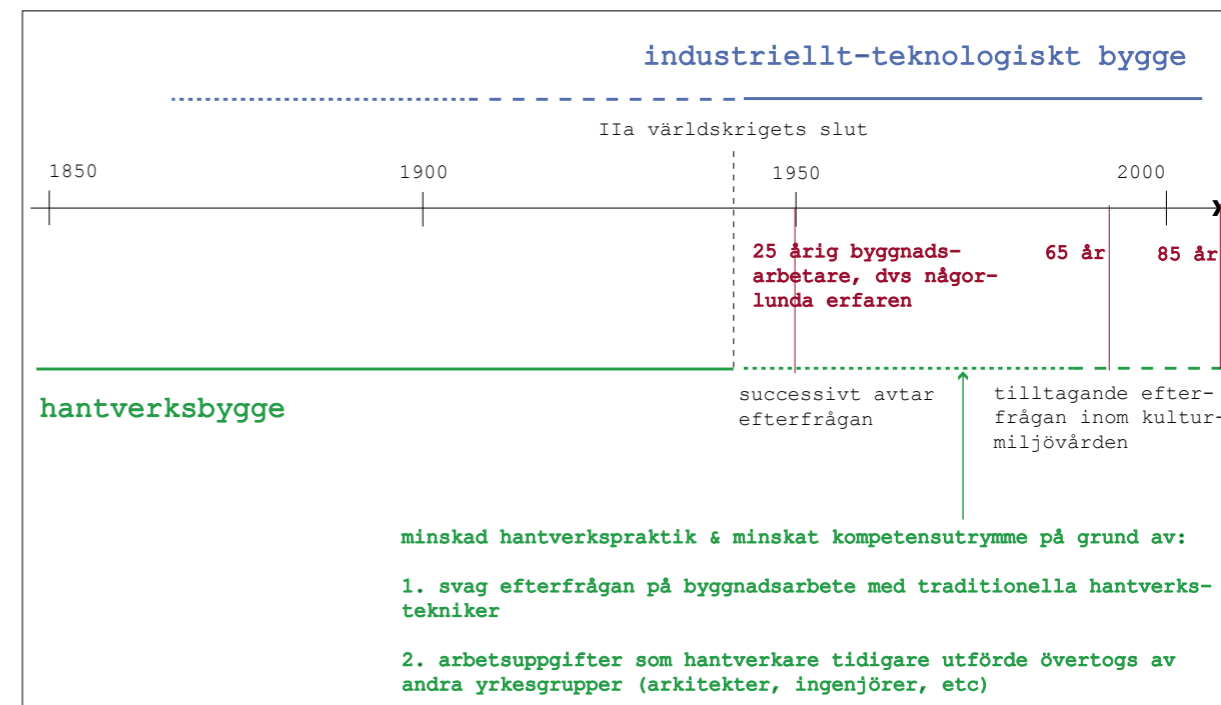 industriellt-teknologiskt bygge
IIa världskrigets slut
1850
1900
1950
2000
25 årig byggnads-
arbetare, dvs någor-
lunda erfaren
65 år
85 år
hantverksbygge
successivt avtar
efterfrågan
tilltagande efter-
frågan inom kultur-
miljövården
minskad hantverkspraktik & minskat kompetensutrymme på grund av:
1. svag efterfrågan på byggnadsarbete med traditionella hantverks-
tekniker
2. arbetsuppgifter som hantverkare tidigare utförde övertogs av
andra yrkesgrupper (arkitekter, ingenjörer, etc)